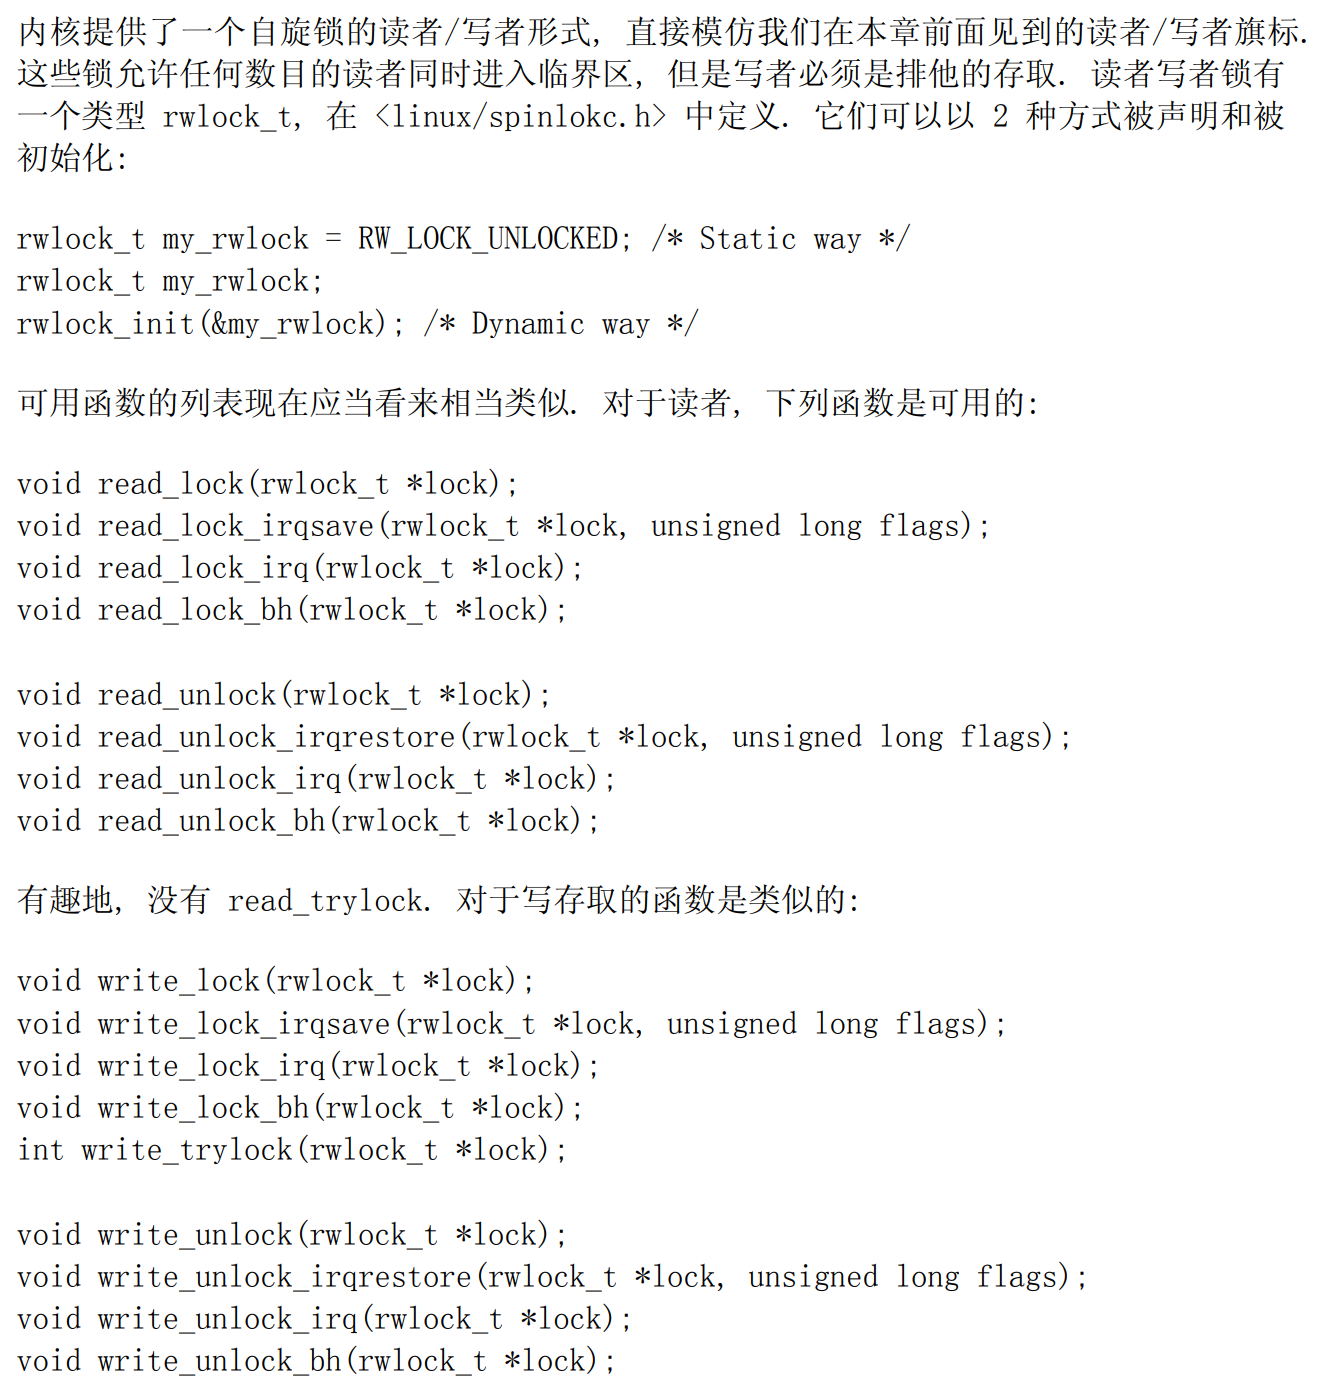 内核提供了一个自旋锁的读者/写者形式, 直接模仿我们在本章前面见到的读者/写者旗标.
这些锁允许任何数目的读者同时进入临界区, 但是写者必须是排他的存取. 读者写者锁有
一个类型 rwlock_t, 在 <linux/spinlokc.h> 中定义. 它们可以以 2 种方式被声明和被
初始化:
rwlock_t my_rwlock = RW_LOCK_UNLOCKED; /* Static way */
rwlock_t my_rwlock;
rwlock_init(&my_rwlock); /* Dynamic way */
可用函数的列表现在应当看来相当类似. 对于读者, 下列函数是可用的:
void read_lock(rwlock_t *lock);
void read_lock_irqsave(rwlock_t *lock, unsigned long flags);
void read_lock_irq(rwlock_t *lock);
void read_lock_bh(rwlock_t *lock);
void read_unlock(rwlock_t *lock);
void read_unlock_irqrestore(rwlock_t *lock, unsigned long flags);
void read_unlock_irq(rwlock_t *lock);
void read_unlock_bh(rwlock_t *lock);
有趣地, 没有 read_trylock. 对于写存取的函数是类似的:
void write_lock(rwlock_t *lock);
void write_lock_irqsave(rwlock_t *lock, unsigned long flags);
void write_lock_irq(rwlock_t *lock);
void write_lock_bh(rwlock_t *lock);
int write_trylock(rwlock_t *lock);
void write_unlock(rwlock_t *lock);
void write_unlock_irqrestore(rwlock_t *lock, unsigned long flags);
void write_unlock_irq(rwlock_t *lock);
void write_unlock_bh(rwlock_t *lock);